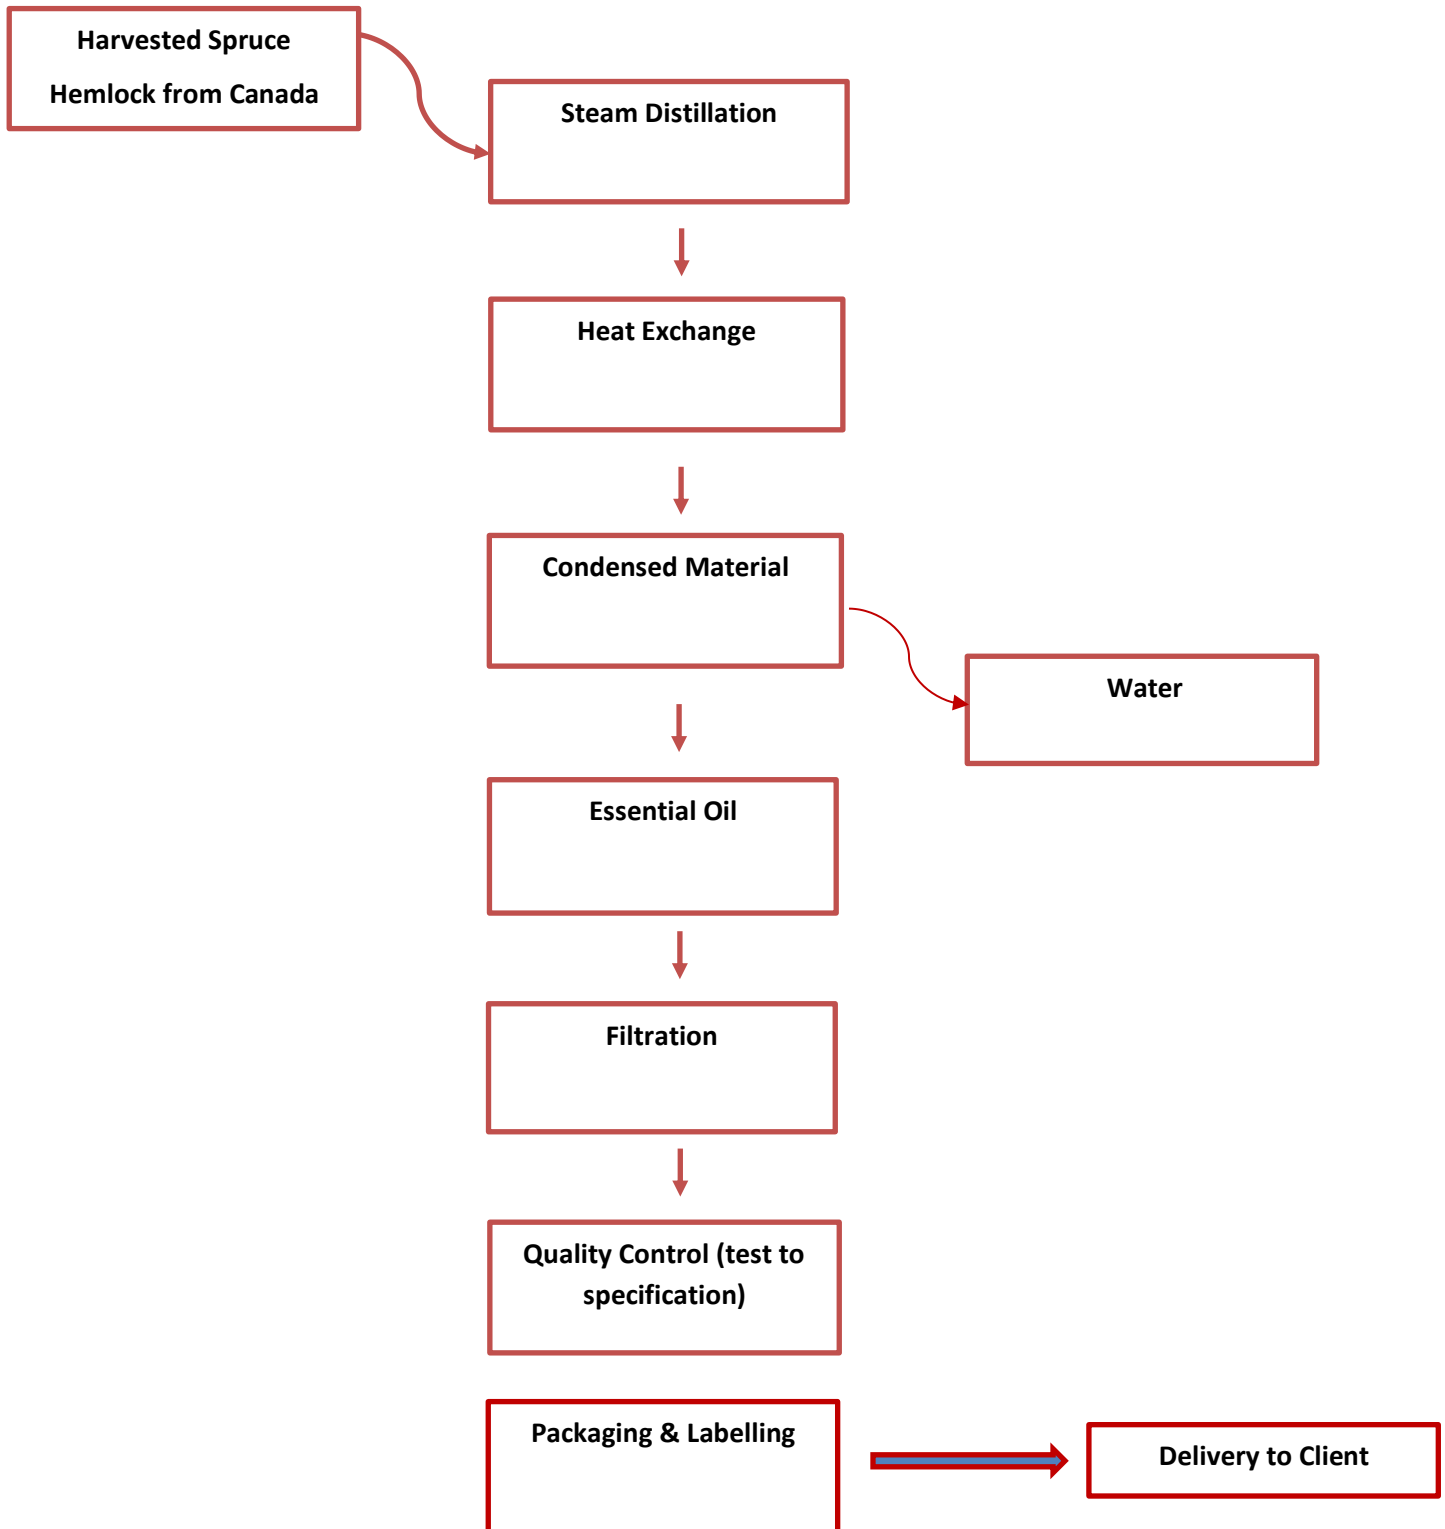 Harvested Spruce
Hemlock from Canada
Steam Distillation
Heat Exchange
Condensed Material
Water
Essential Oil
Filtration
Quality Control (test to
specification)
Packaging & Labelling
Delivery to Client